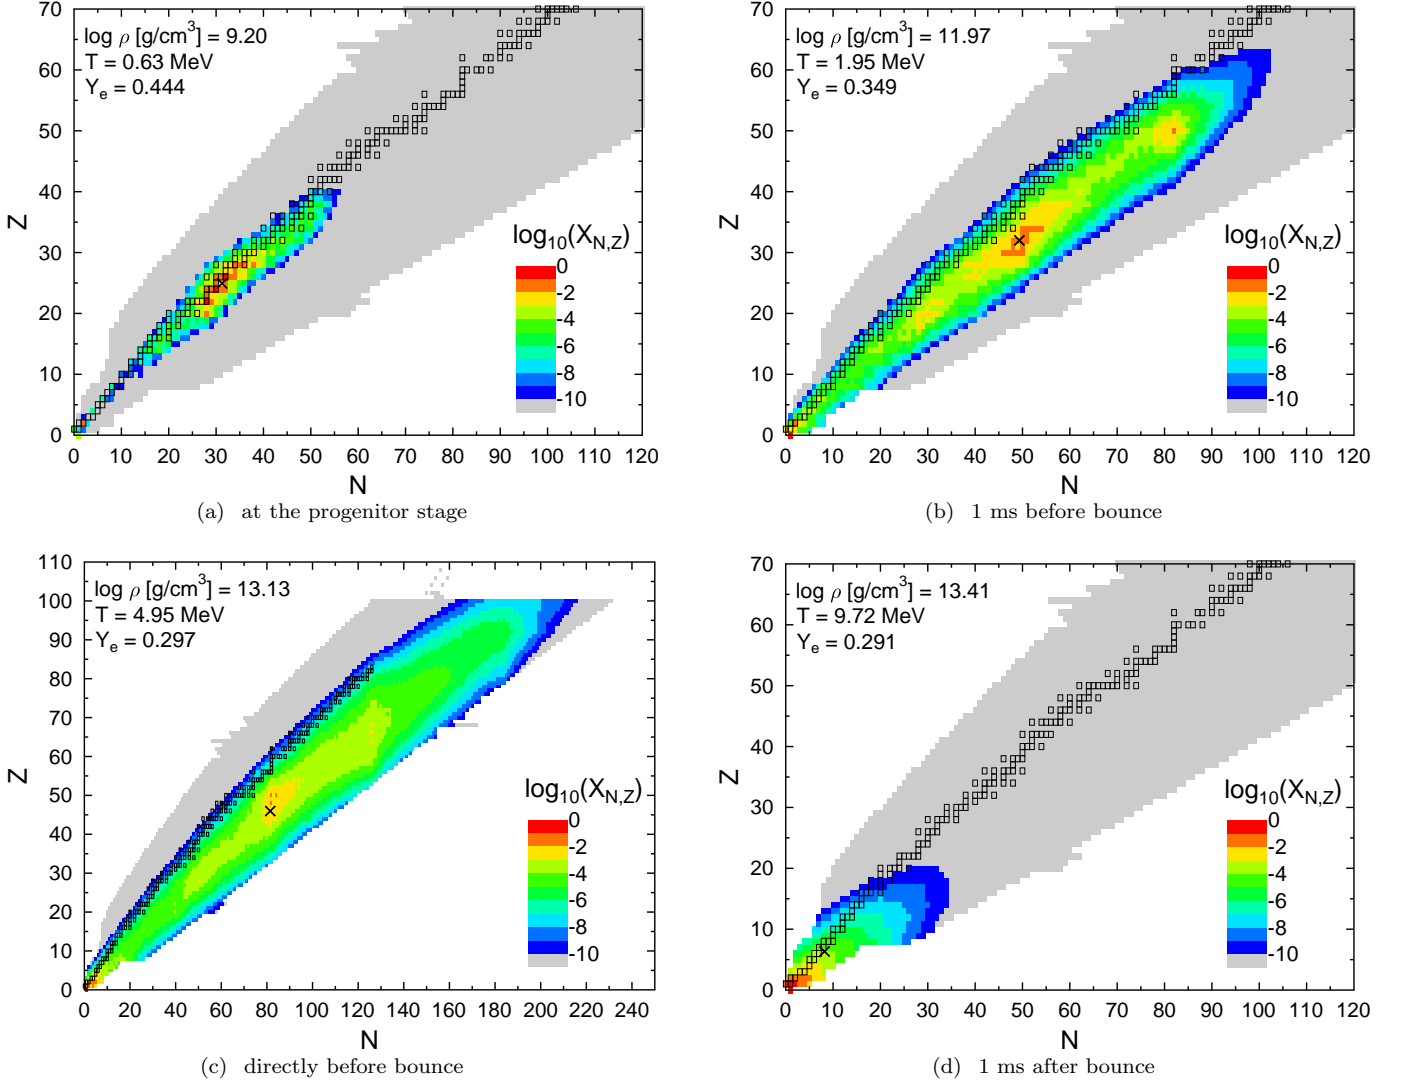 log ρ [g/cm³] = 9.20
T = 0.63 MeV
Yₑ = 0.444
70
60
50
40
30
20
10
0
Z
log₁₀(X_N,Z)
0
-2
-4
-6
-8
-10
0 10 20 30 40 50 60 70 80 90 100 110 120
N
(a) at the progenitor stage
log ρ [g/cm³] = 11.97
T = 1.95 MeV
Yₑ = 0.349
70
60
50
40
30
20
10
0
Z
log₁₀(X_N,Z)
0
-2
-4
-6
-8
-10
0 10 20 30 40 50 60 70 80 90 100 110 120
N
(b) 1 ms before bounce
log ρ [g/cm³] = 13.13
T = 4.95 MeV
Yₑ = 0.297
110
100
90
80
70
60
50
40
30
20
10
0
Z
log₁₀(X_N,Z)
0
-2
-4
-6
-8
-10
0 20 40 60 80 100 120 140 160 180 200 220 240
N
(c) directly before bounce
log ρ [g/cm³] = 13.41
T = 9.72 MeV
Yₑ = 0.291
70
60
50
40
30
20
10
0
Z
log₁₀(X_N,Z)
0
-2
-4
-6
-8
-10
0 10 20 30 40 50 60 70 80 90 100 110 120
N
(d) 1 ms after bounce